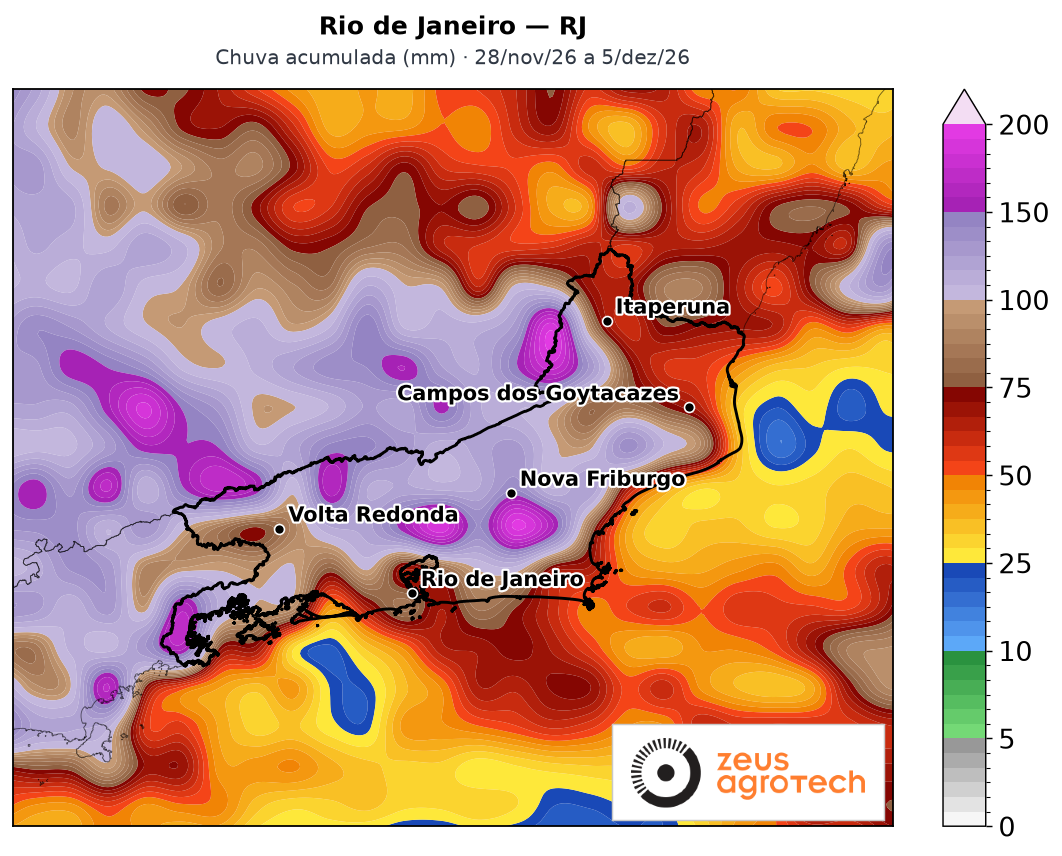 Rio de Janeiro — RJ
Chuva acumulada (mm) · 28/nov/26 a 5/dez/26
200
150
100
75
50
25
10
5
0
Itaperuna
Campos dos Goytacazes
Nova Friburgo
Volta Redonda
Rio de Janeiro
zeus
agrotech